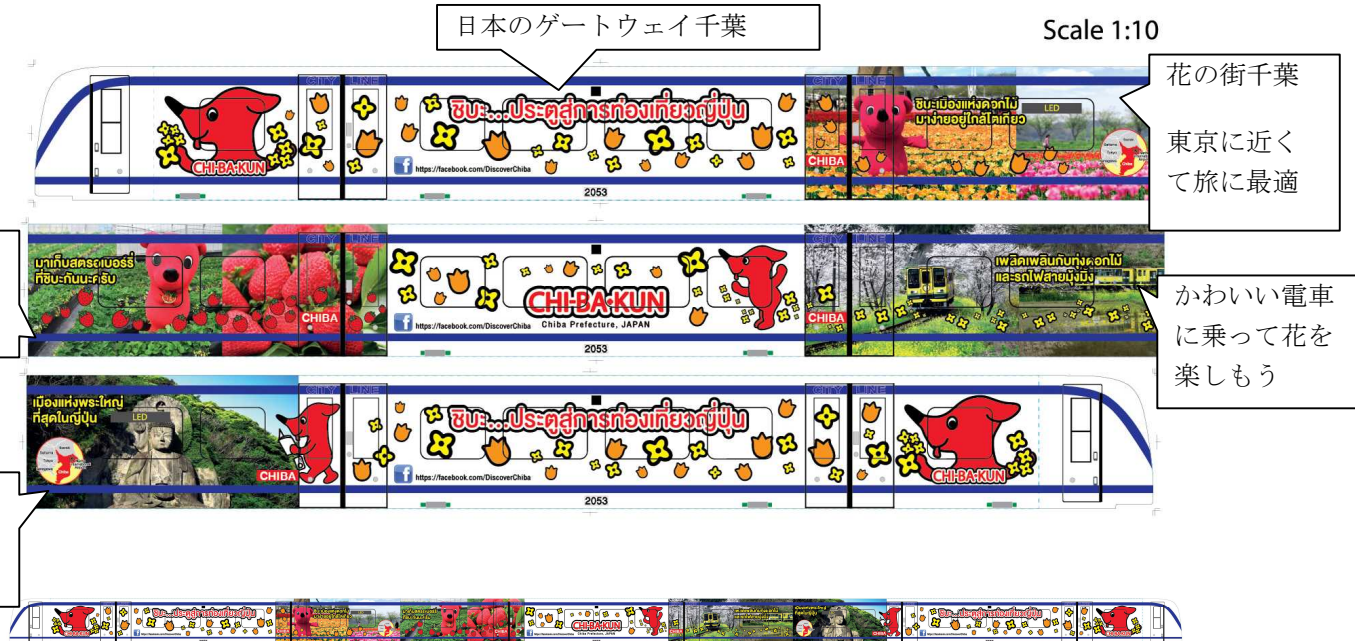 日本のゲートウェイ千葉
Scale 1:10
花の街千葉
東京に近く
て旅に最適
CITY LINE
CITY LINE
CHI-BA-KUN
ชิบะ...ประตูสู่การท่องเที่ยวญี่ปุ่น
https://facebook.com/DiscoverChiba
2053
ชิบะเมืองแห่งดอกไม้
มาง่ายอยู่ใกล้โตเกียว
LED
CHIBA
CITY LINE
CITY LINE
มาเก็บสตรอเบอร์รี่
ที่ชิบะกันนะครับ
CHIBA
CHI-BA-KUN
Chiba Prefecture, JAPAN
https://facebook.com/DiscoverChiba
2053
CHIBA
เพลิดเพลินกับทุ่งดอกไม้
และรถไฟสายมุ้งมิ้ง
かわいい電車
に乗って花を
楽しもう
CITY LINE
CITY LINE
เมืองแห่งพระใหญ่
ที่สุดในญี่ปุ่น
LED
CHIBA
ชิบะ...ประตูสู่การท่องเที่ยวญี่ปุ่น
https://facebook.com/DiscoverChiba
2053
CHI-BA-KUN